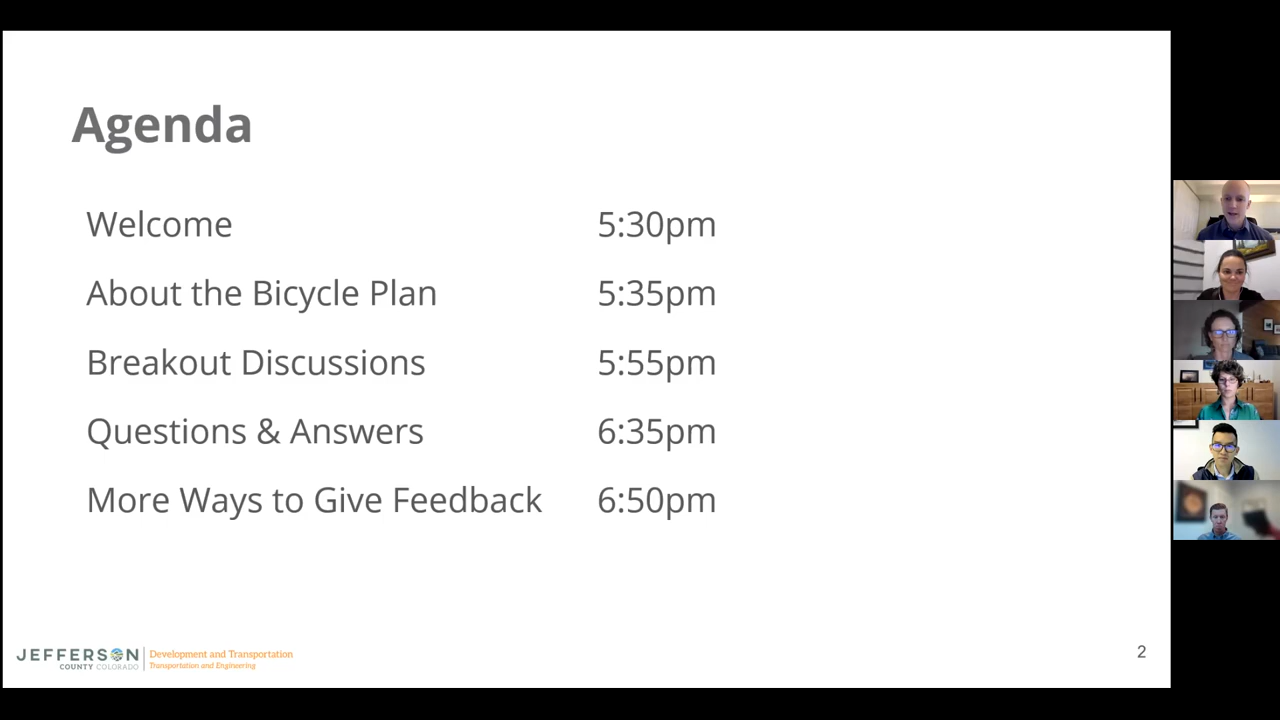 Agenda
Welcome 5:30pm
About the Bicycle Plan 5:35pm
Breakout Discussions 5:55pm
Questions & Answers 6:35pm
More Ways to Give Feedback 6:50pm
JEFFERSON
COUNTY COLORADO
Development and Transportation
Transportation and Engineering
2